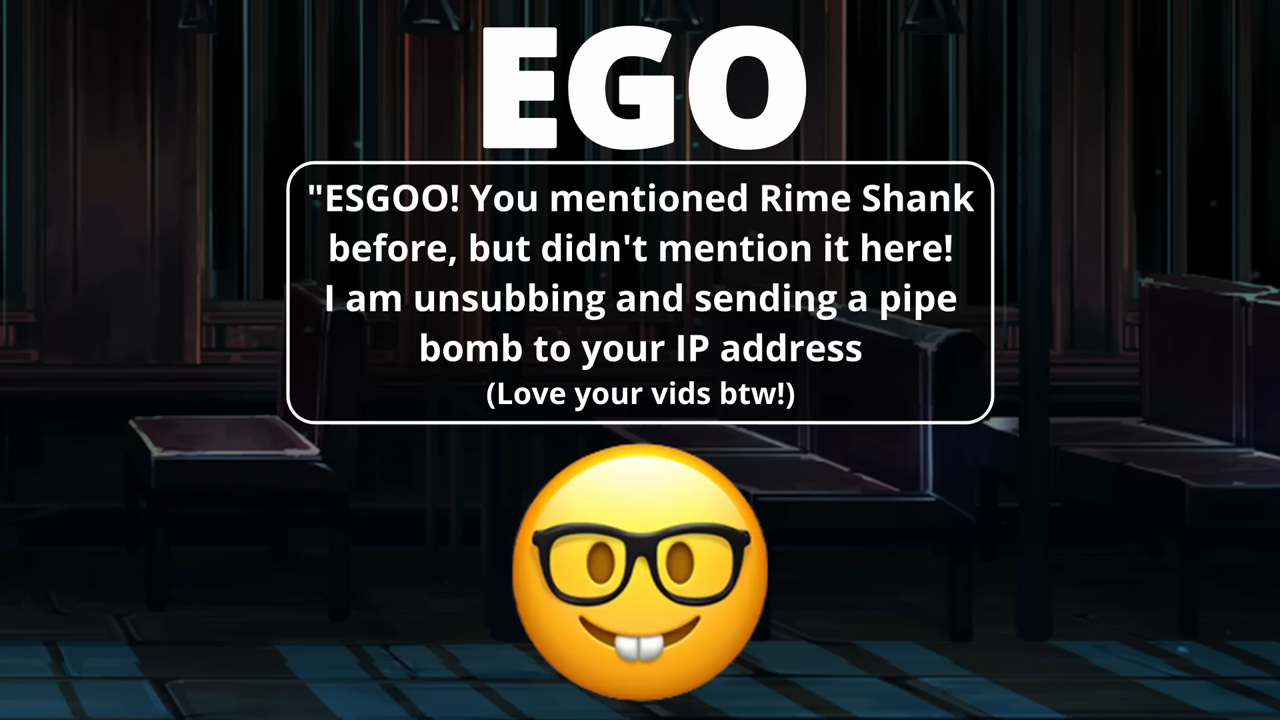 EGO
"ESGOO! You mentioned Rime Shank
before, but didn't mention it here!
I am unsubbing and sending a pipe
bomb to your IP address
(Love your vids btw!)